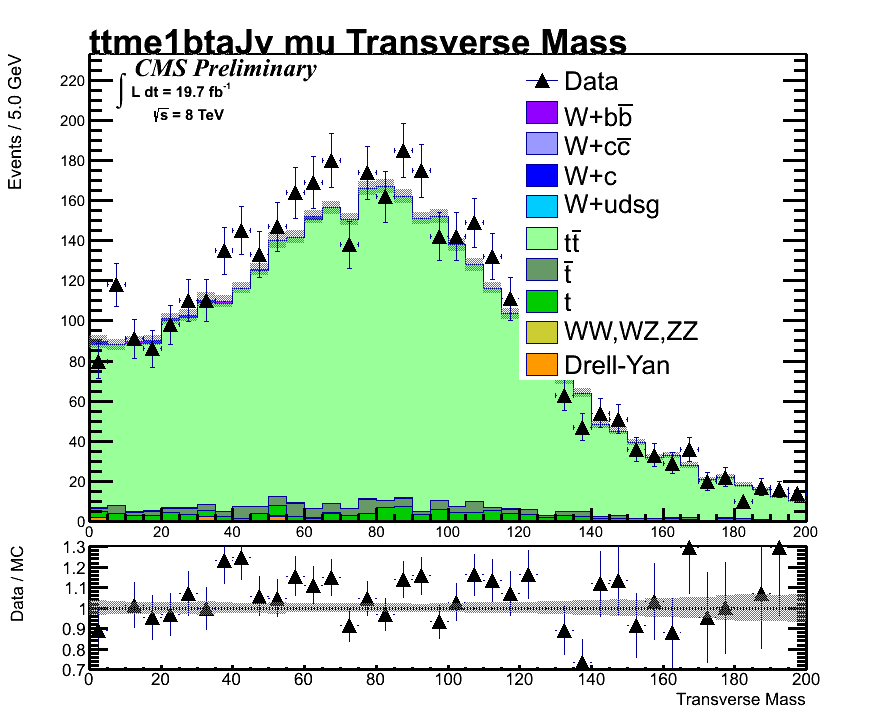 ttme1btaJv mu Transverse Mass
CMS Preliminary
∫ L dt = 19.7 fb⁻¹
√s = 8 TeV
Events / 5.0 GeV
220
200
180
160
140
120
100
80
60
40
20
0
Data
W+bb̅
W+cc̅
W+c
W+udsg
tt̅
t̅
t
WW,WZ,ZZ
Drell-Yan
0 20 40 60 80 100 120 140 160 180 200
Data / MC
1.3
1.2
1.1
1
0.9
0.8
0.7
0 20 40 60 80 100 120 140 160 180 200
Transverse Mass